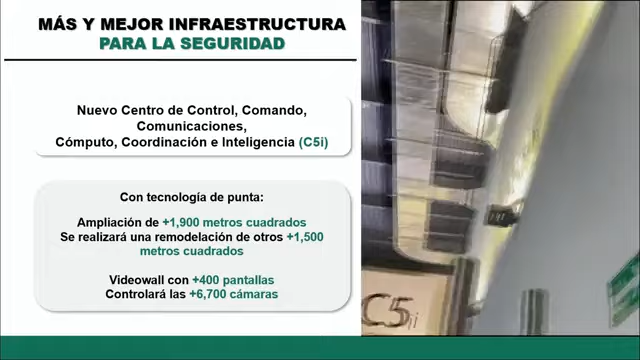 MÁS Y MEJOR INFRAESTRUCTURA
PARA LA SEGURIDAD
Nuevo Centro de Control, Comando,
Comunicaciones,
Cómputo, Coordinación e Inteligencia (C5i)
Con tecnología de punta:
Ampliación de +1,900 metros cuadrados
Se realizará una remodelación de otros +1,500
metros cuadrados
Videowall con +400 pantallas
Controlará las +6,700 cámaras
C5ii